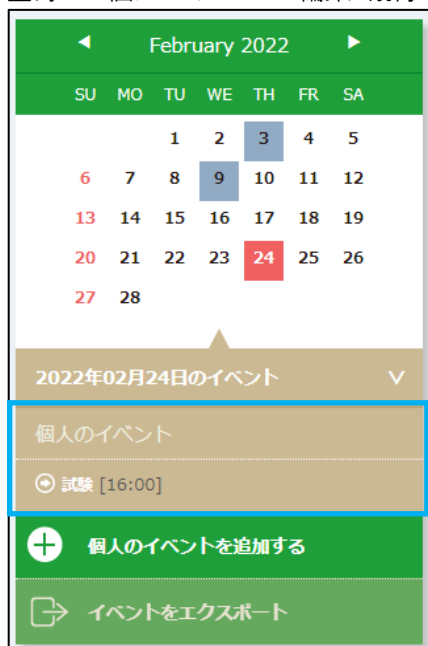 ◀ February 2022 ▶
SU MO TU WE TH FR SA
1 2 3 4 5
6 7 8 9 10 11 12
13 14 15 16 17 18 19
20 21 22 23 24 25 26
27 28
2022年02月24日のイベント
個人のイベント
試験 [16:00]
個人のイベントを追加する
イベントをエクスポート